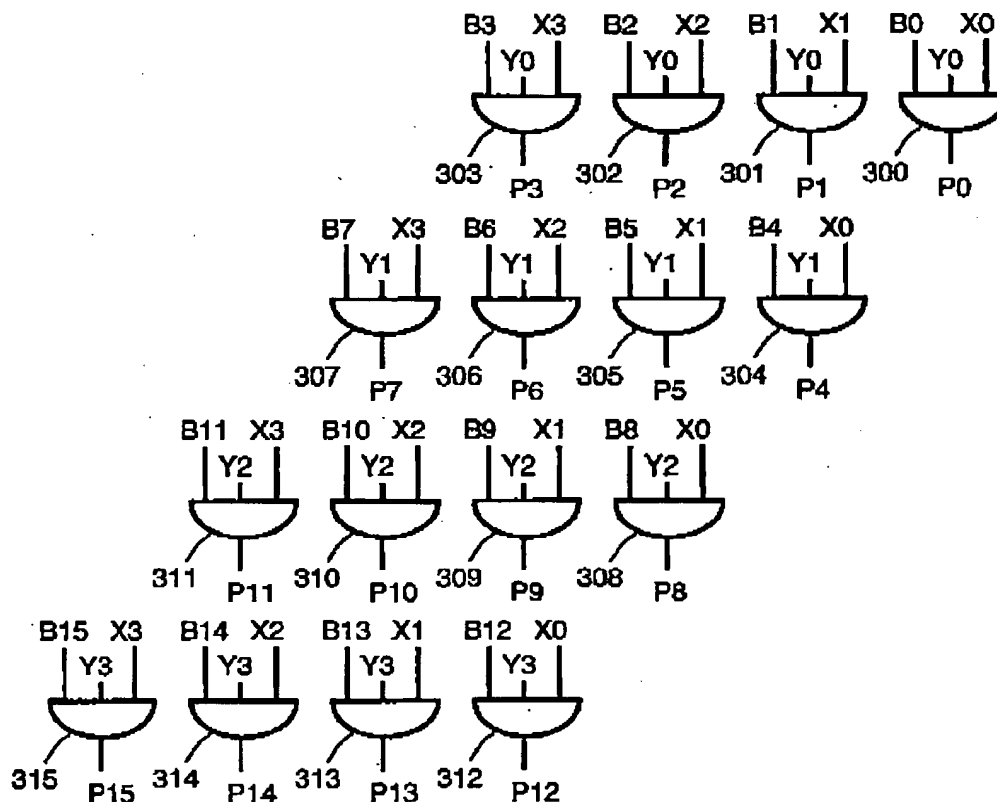 B3 X3 B2 X2 B1 X1 B0 X0
Y0 Y0 Y0 Y0
303 302 301 300
P3 P2 P1 P0
B7 X3 B6 X2 B5 X1 B4 X0
Y1 Y1 Y1 Y1
307 306 305 304
P7 P6 P5 P4
B11 X3 B10 X2 B9 X1 B8 X0
Y2 Y2 Y2 Y2
311 310 309 308
P11 P10 P9 P8
B15 X3 B14 X2 B13 X1 B12 X0
Y3 Y3 Y3 Y3
315 314 313 312
P15 P14 P13 P12